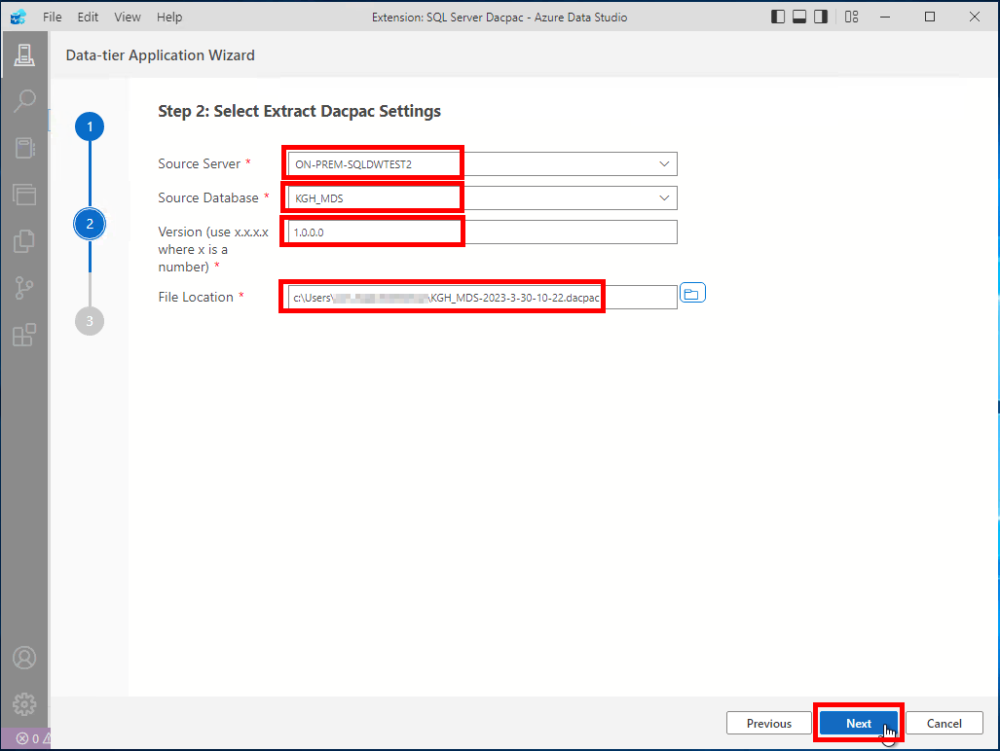 File Edit View Help Extension: SQL Server Dacpac - Azure Data Studio
Data-tier Application Wizard
Step 2: Select Extract Dacpac Settings
1
Source Server * ON-PREM-SQLDWTEST2
Source Database * KGH_MDS
2
Version (use x.x.x.x 1.0.0.0
where x is a
number) *
File Location * c:\Users\ \KGH_MDS-2023-3-30-10-22.dacpac
3
Previous Next Cancel
0